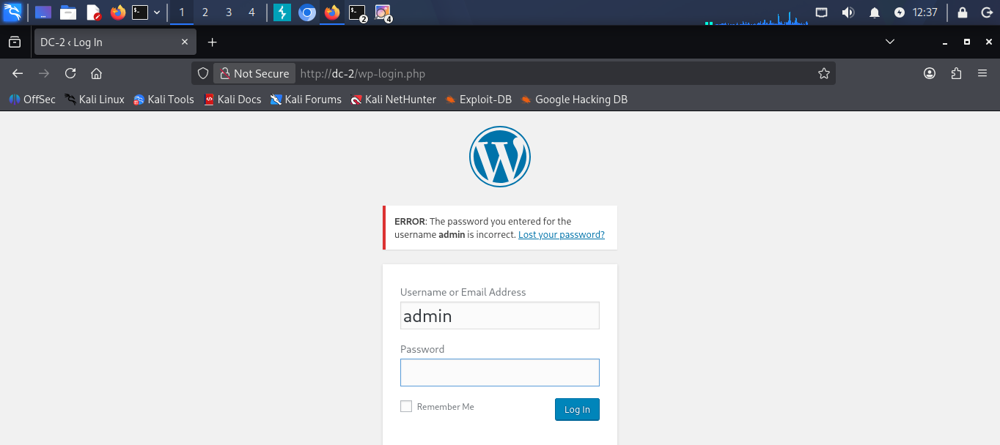 1 2 3 4 2 4 12:37
DC-2 ‹ Log In
Not Secure http://dc-2/wp-login.php
OffSec Kali Linux Kali Tools Kali Docs Kali Forums Kali NetHunter Exploit-DB Google Hacking DB
ERROR: The password you entered for the
username admin is incorrect. Lost your password?
Username or Email Address
admin
Password
Remember Me Log In